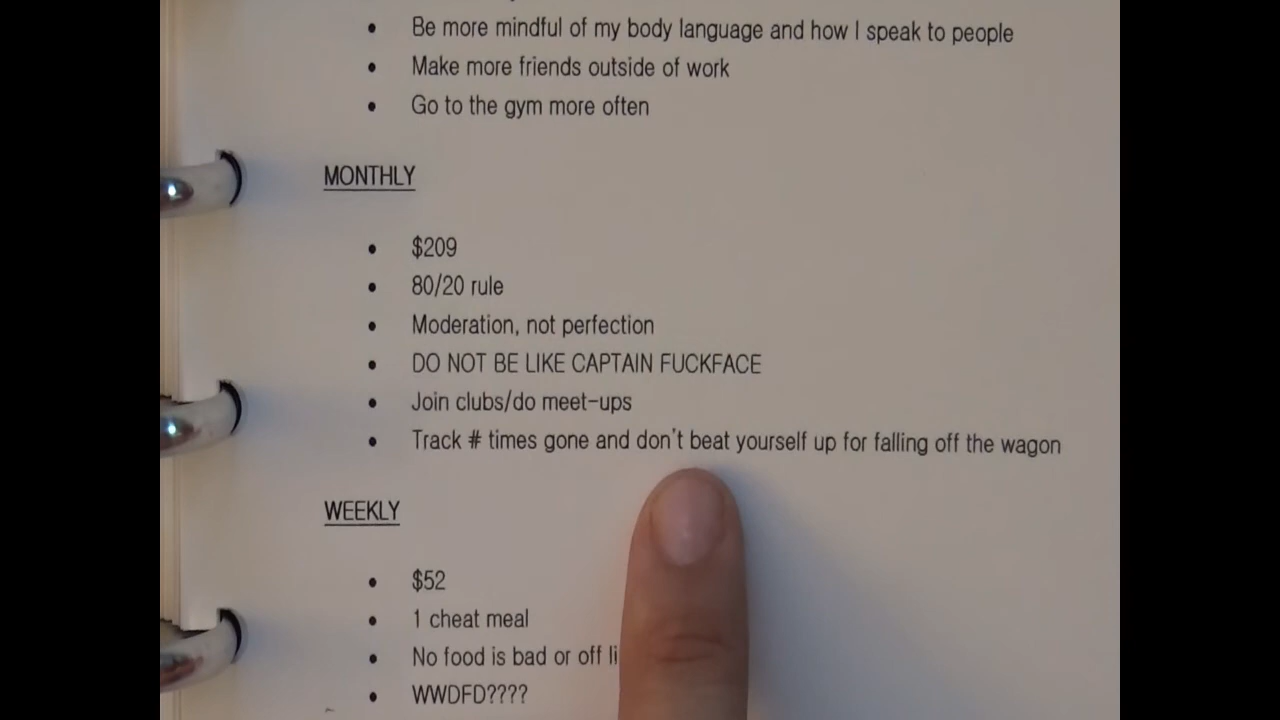 Be more mindful of my body language and how I speak to people
Make more friends outside of work
Go to the gym more often
MONTHLY
$209
80/20 rule
Moderation, not perfection
DO NOT BE LIKE CAPTAIN FUCKFACE
Join clubs/do meet-ups
Track # times gone and don't beat yourself up for falling off the wagon
WEEKLY
$52
1 cheat meal
No food is bad or off
WWDFD????